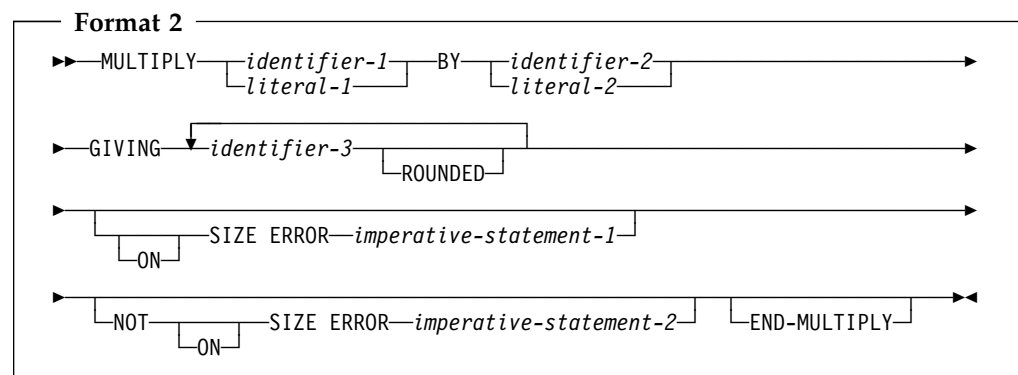 Format 2
MULTIPLY identifier-1 BY identifier-2
literal-1 literal-2
GIVING identifier-3
ROUNDED
SIZE ERROR imperative-statement-1
ON
NOT SIZE ERROR imperative-statement-2 END-MULTIPLY
ON